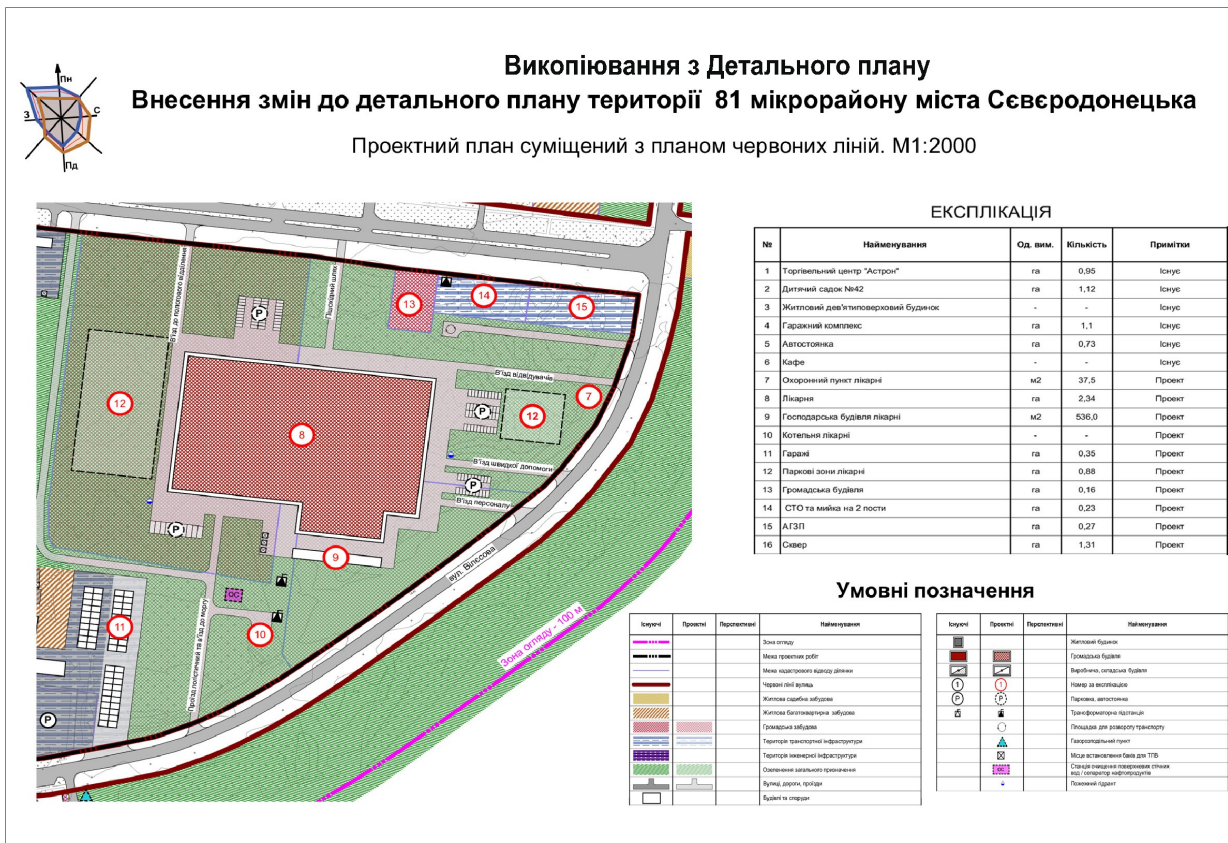 Викопіювання з Детального плану
Внесення змін до детального плану території 81 мікрорайону міста Сєвєродонецька
Проектний план суміщений з планом червоних ліній. М1:2000
Пн
З
С
Пд
В'їзд до пологового відділення
Пішохідний шлях
13
14
15
P
В'їзд відвідувачів
7
12
P
12
8
В'їзд швидкої допомоги
P
В'їзд персоналу
P
9
вул. Вілєсова
ОС
11
10
Зона огляду - 100 м
P
ЕКСПЛІКАЦІЯ
№ Найменування Од. вим. Кількість Примітки
1 Торгівельний центр "Астрон" га 0,95 Існує
2 Дитячий садок №42 га 1,12 Існує
3 Житловий дев'ятиповерховий будинок - - Існує
4 Гаражний комплекс га 1,1 Існує
5 Автостоянка га 0,73 Існує
6 Кафе - - Існує
7 Охоронний пункт лікарні м2 37,5 Проект
8 Лікарня га 2,34 Проект
9 Господарська будівля лікарні м2 536,0 Проект
10 Котельня лікарні - - Проект
11 Гаражі га 0,35 Проект
12 Паркові зони лікарні га 0,88 Проект
13 Громадська будівля га 0,16 Проект
14 СТО та мийка на 2 пости га 0,23 Проект
15 АГЗП га 0,27 Проект
16 Сквер га 1,31 Проект
Умовні позначення
Існуючі Проектні Перспективні Найменування
Зона огляду
Межа проектних робіт
Межа кадастрового відводу ділянки
Червані лінії вулиць
Житлова садибна забудова
Житлова багатоквартирна забудова
Громадська забудова
Територія транспортної інфраструктури
Територія інженерної інфраструктури
Озеленення загального призначення
Вулиці, дороги, проїзди
Будівлі та споруди
Існуючі Проектні Перспективні Найменування
Житловий будинок
Громадська будівля
Виробнича, складська будівля
1 1 Номер за експлікацією
P P Парковка, автостоянка
Трансформаторна підстанція
Площадка для розвороту транспорту
Газорозподільний пункт
Місце встановлення баків для ТПВ
ОС Станція очищення поверхневих стічних
вод / сепаратор нафтопродуктів
Пожежний гідрант